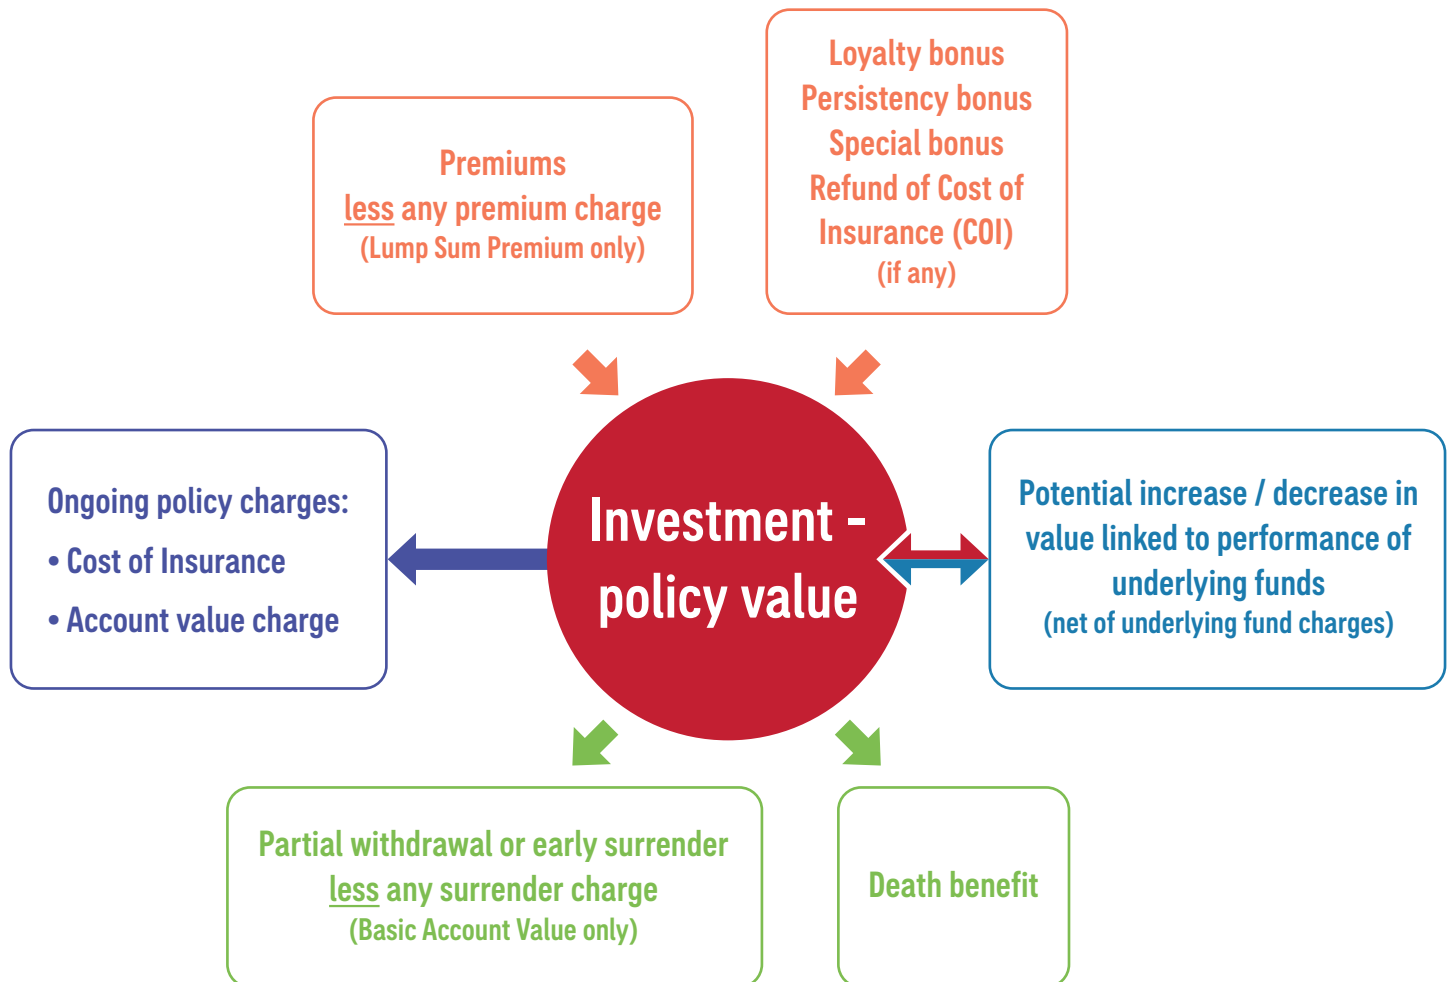 Loyalty bonus
Persistency bonus
Special bonus
Refund of Cost of
Insurance (COI)
(if any)
Premiums
less any premium charge
(Lump Sum Premium only)
Ongoing policy charges:
• Cost of Insurance
• Account value charge
Investment -
policy value
Potential increase / decrease in
value linked to performance of
underlying funds
(net of underlying fund charges)
Partial withdrawal or early surrender
less any surrender charge
(Basic Account Value only)
Death benefit